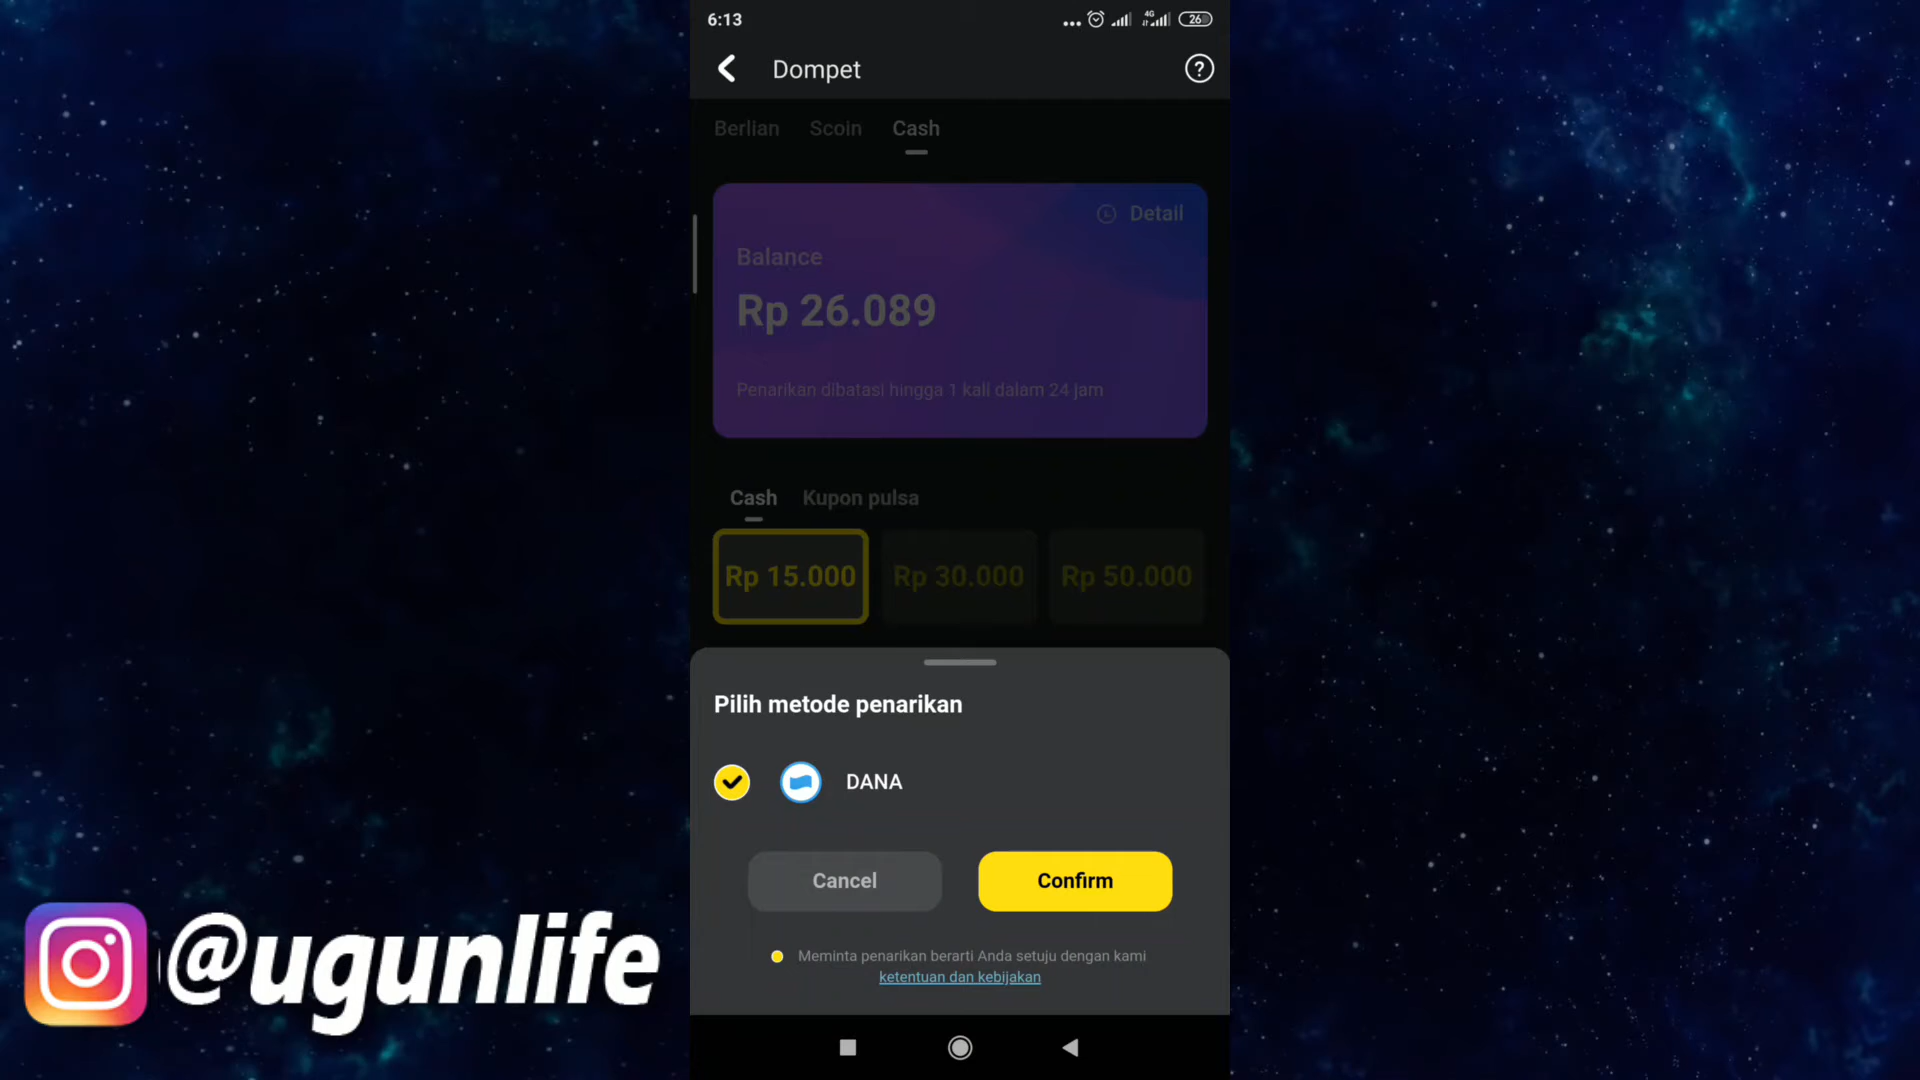 6:13
4G
26
Dompet
?
Berlian Scoin Cash
Detail
Balance
Rp 26.089
Penarikan dibatasi hingga 1 kali dalam 24 jam
Cash Kupon pulsa
Rp 15.000 Rp 30.000 Rp 50.000
Pilih metode penarikan
DANA
Cancel Confirm
Meminta penarikan berarti Anda setuju dengan kami
ketentuan dan kebijakan
@ugunlife